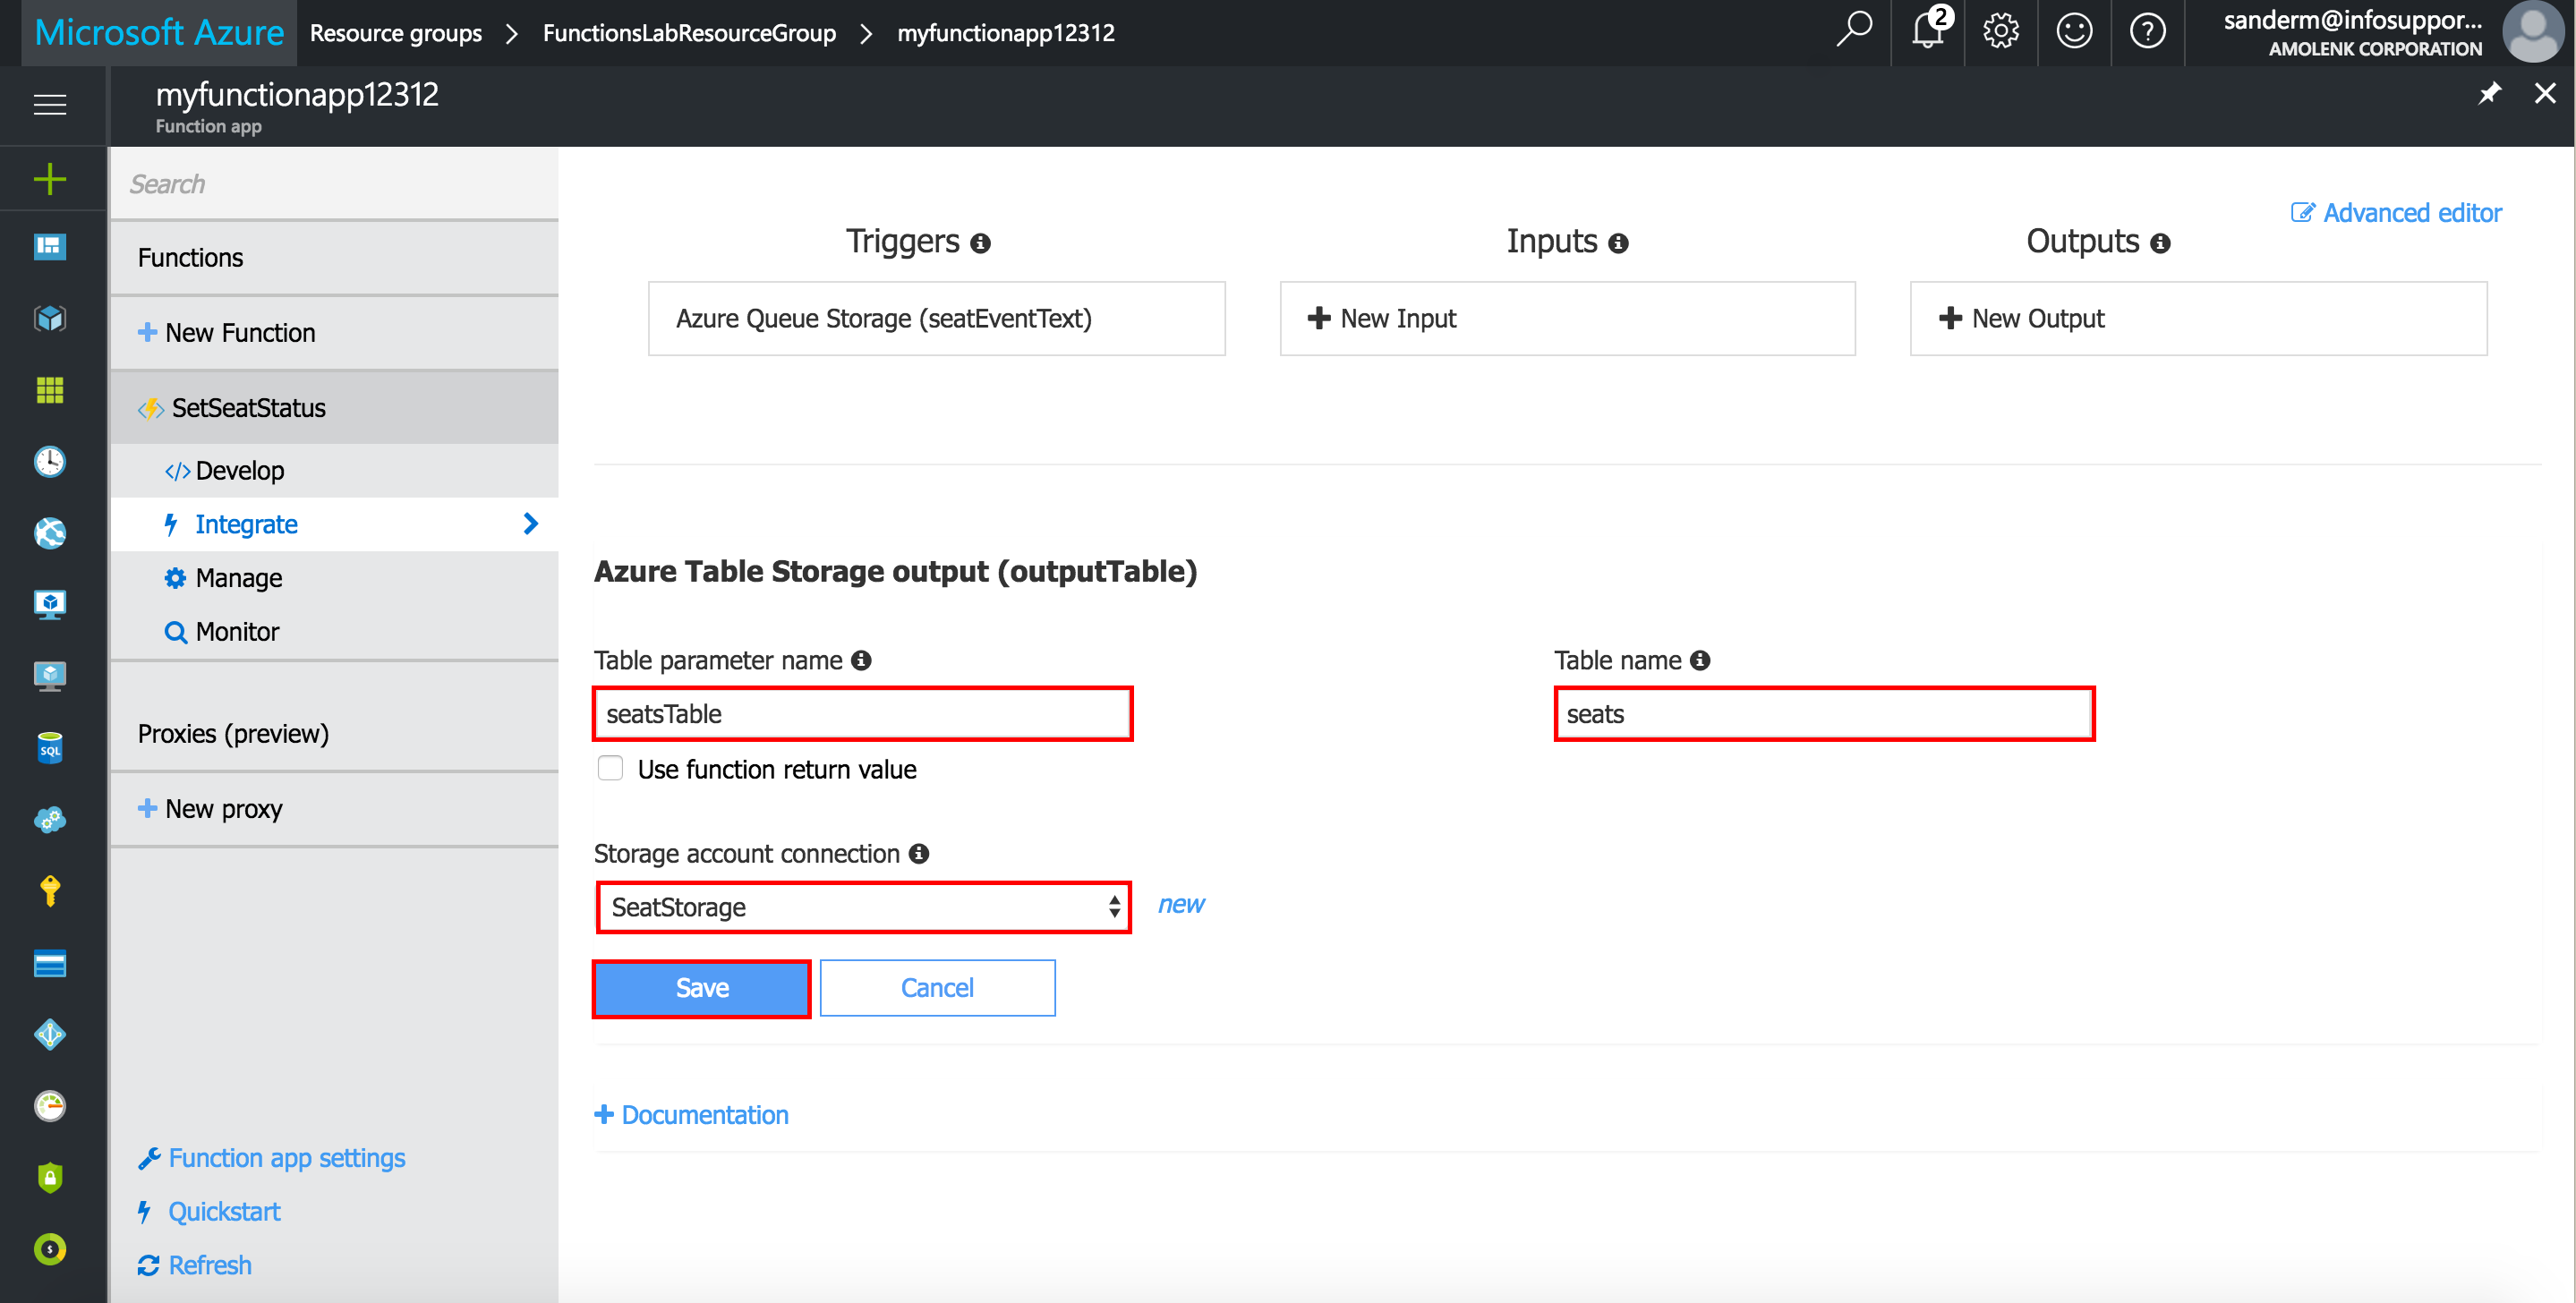 Microsoft Azure Resource groups > FunctionsLabResourceGroup > myfunctionapp12312
2
sanderm@infosuppor...
AMOLENK CORPORATION
myfunctionapp12312
Function app
Search
Functions
New Function
SetSeatStatus
</> Develop
Integrate
Manage
Monitor
Proxies (preview)
New proxy
Function app settings
Quickstart
Refresh
SQL
Advanced editor
Triggers
Inputs
Outputs
Azure Queue Storage (seatEventText)
New Input
New Output
Azure Table Storage output (outputTable)
Table parameter name
Table name
seatsTable
seats
Use function return value
Storage account connection
SeatStorage
new
Save
Cancel
Documentation